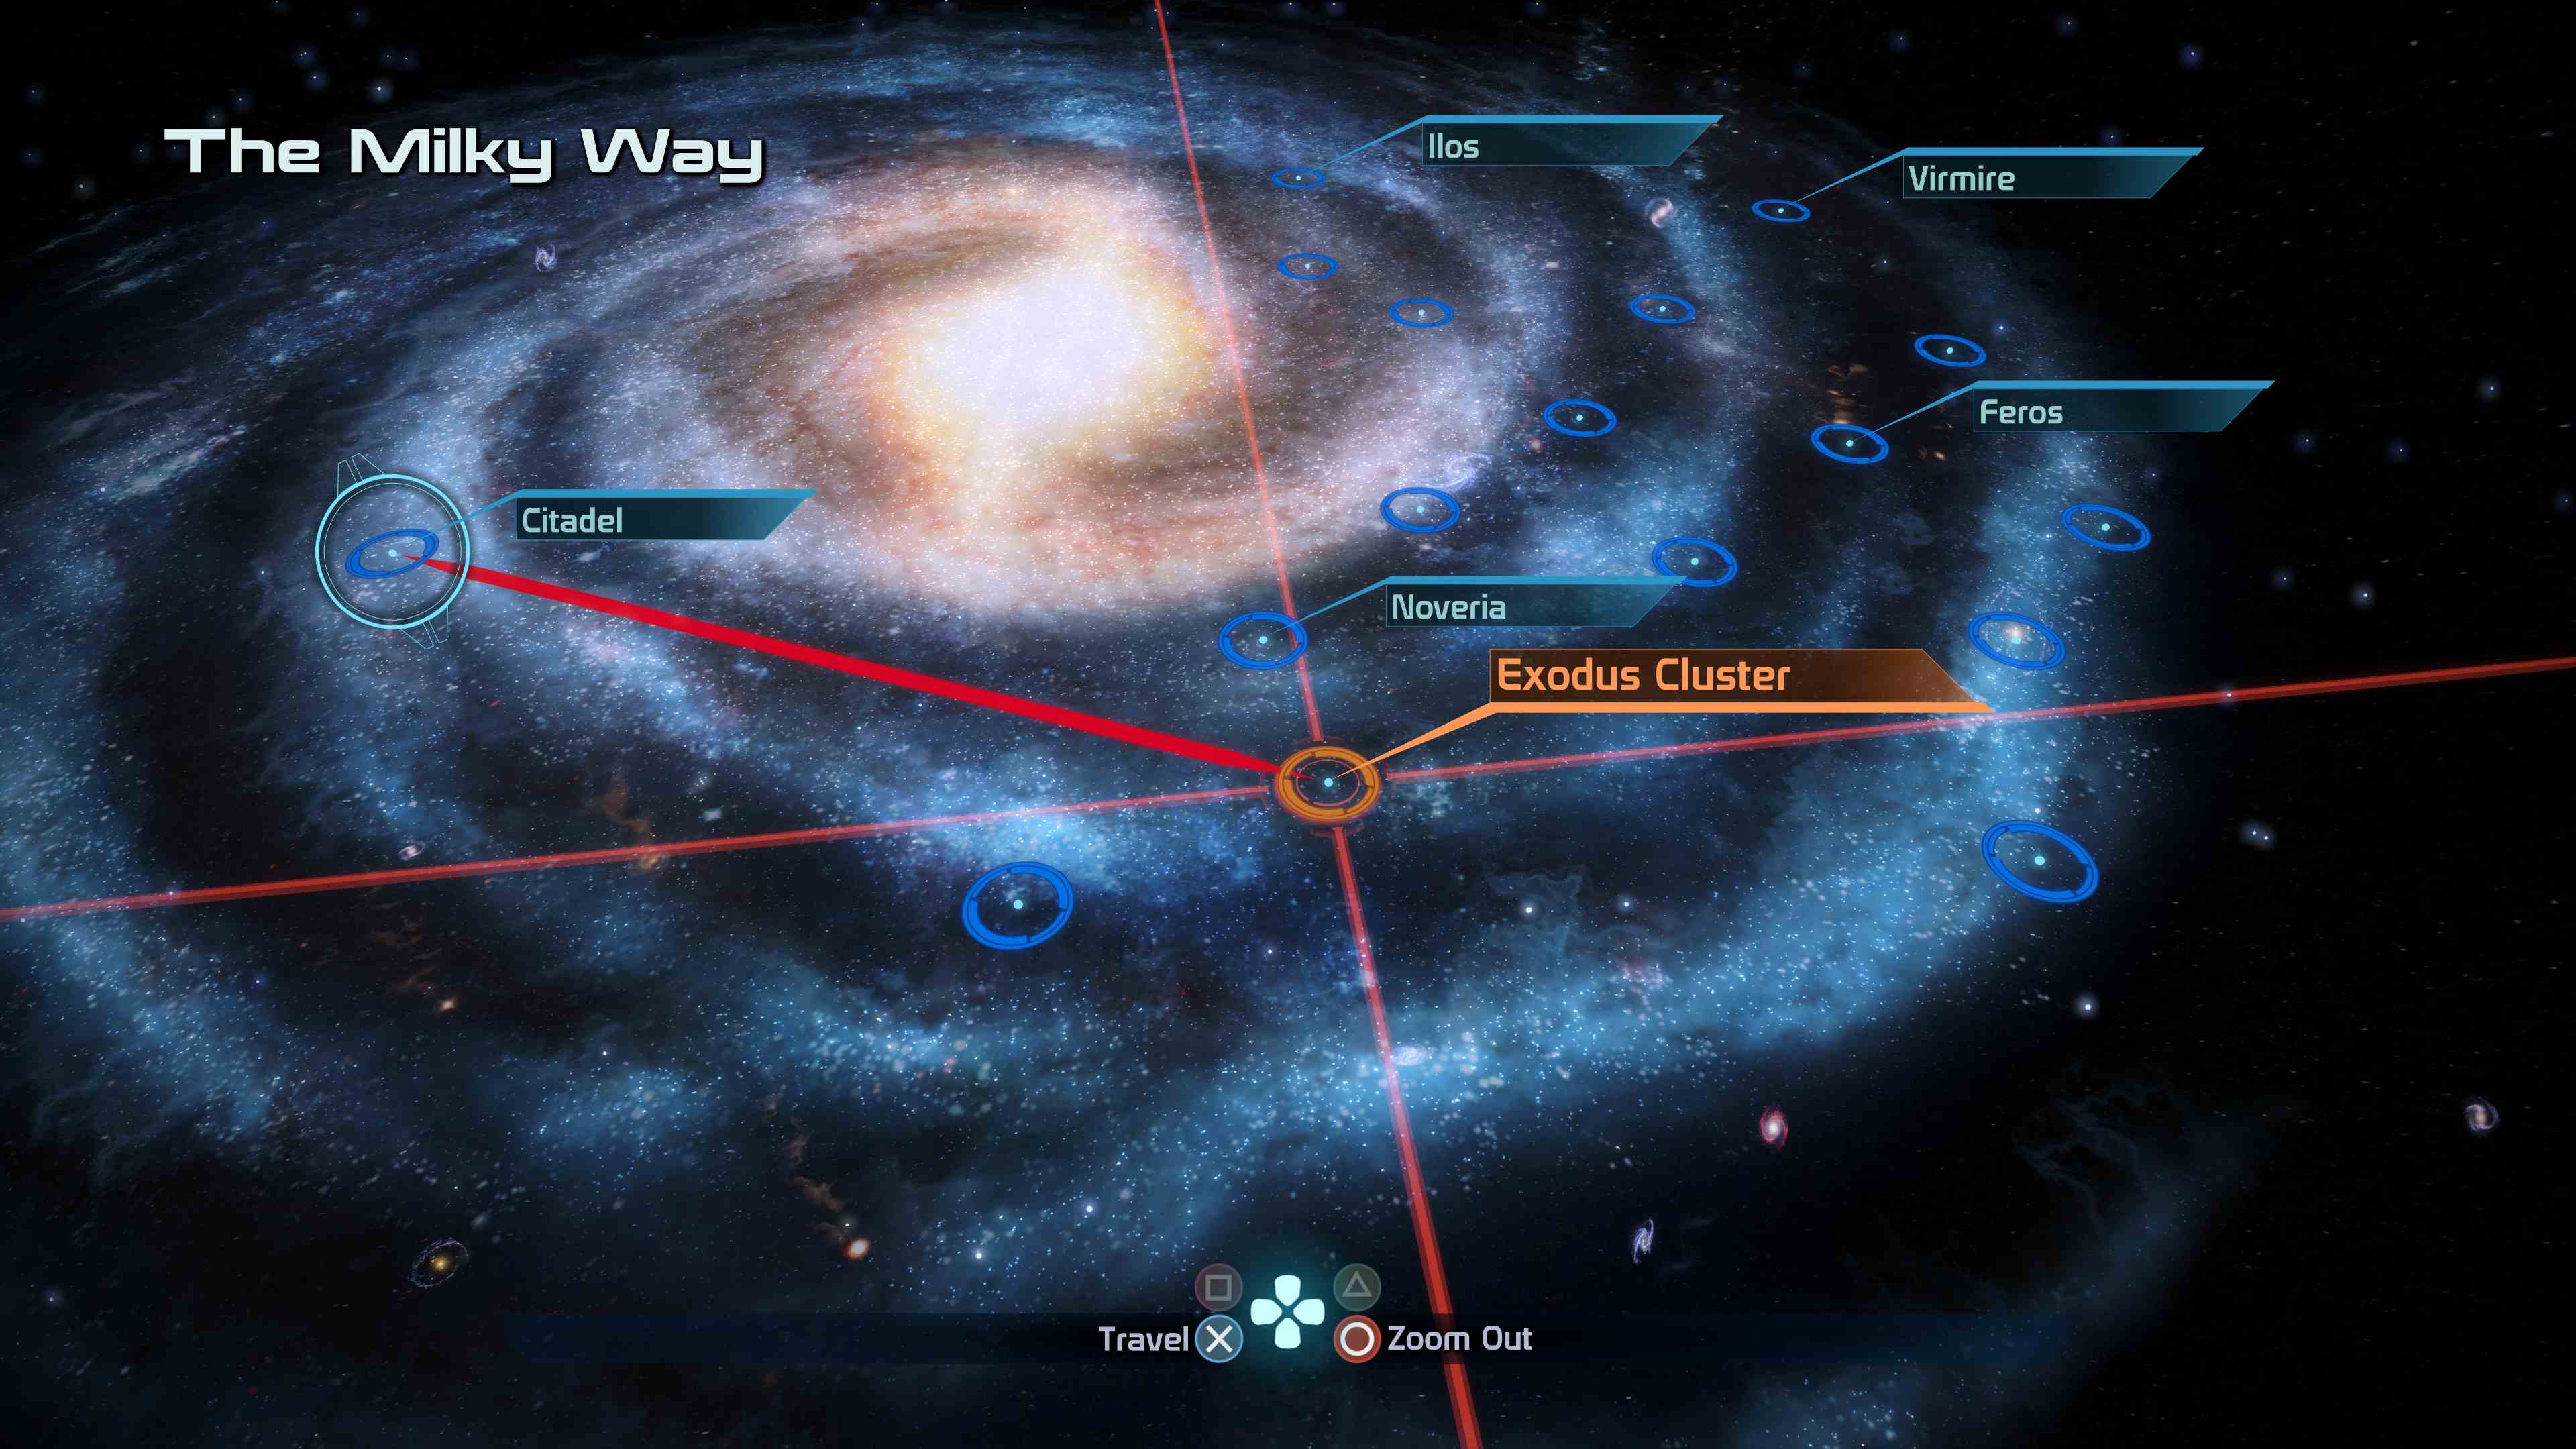 The Milky Way
Ilos
Virmire
Feros
Citadel
Noveria
Exodus Cluster
Travel
Zoom Out